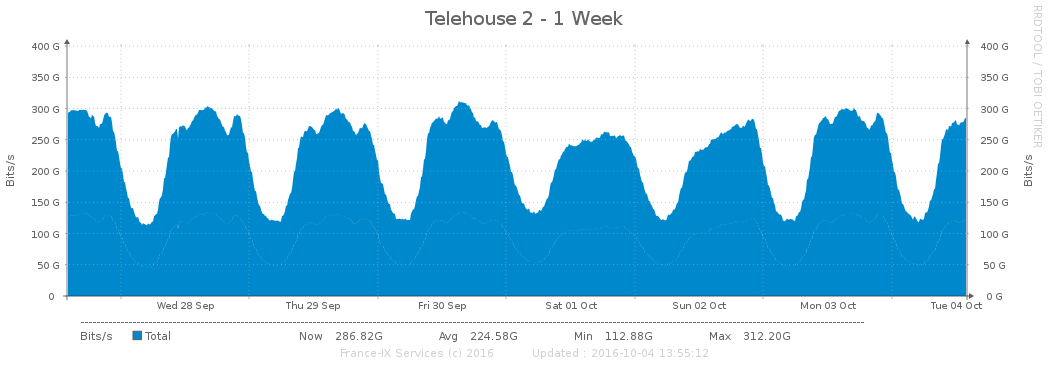 Telehouse 2 - 1 Week
RRDTOOL / TOBI OETIKER
400 G 400 G
350 G 350 G
300 G 300 G
250 G 250 G
200 G 200 G
150 G 150 G
100 G 100 G
50 G 50 G
0 0 G
Bits/s
Bits/s
Wed 28 Sep Thu 29 Sep Fri 30 Sep Sat 01 Oct Sun 02 Oct Mon 03 Oct Tue 04 Oct
Bits/s Total Now 286.82G Avg 224.58G Min 112.88G Max 312.20G
France-IX Services (c) 2016 Updated : 2016-10-04 13:55:12